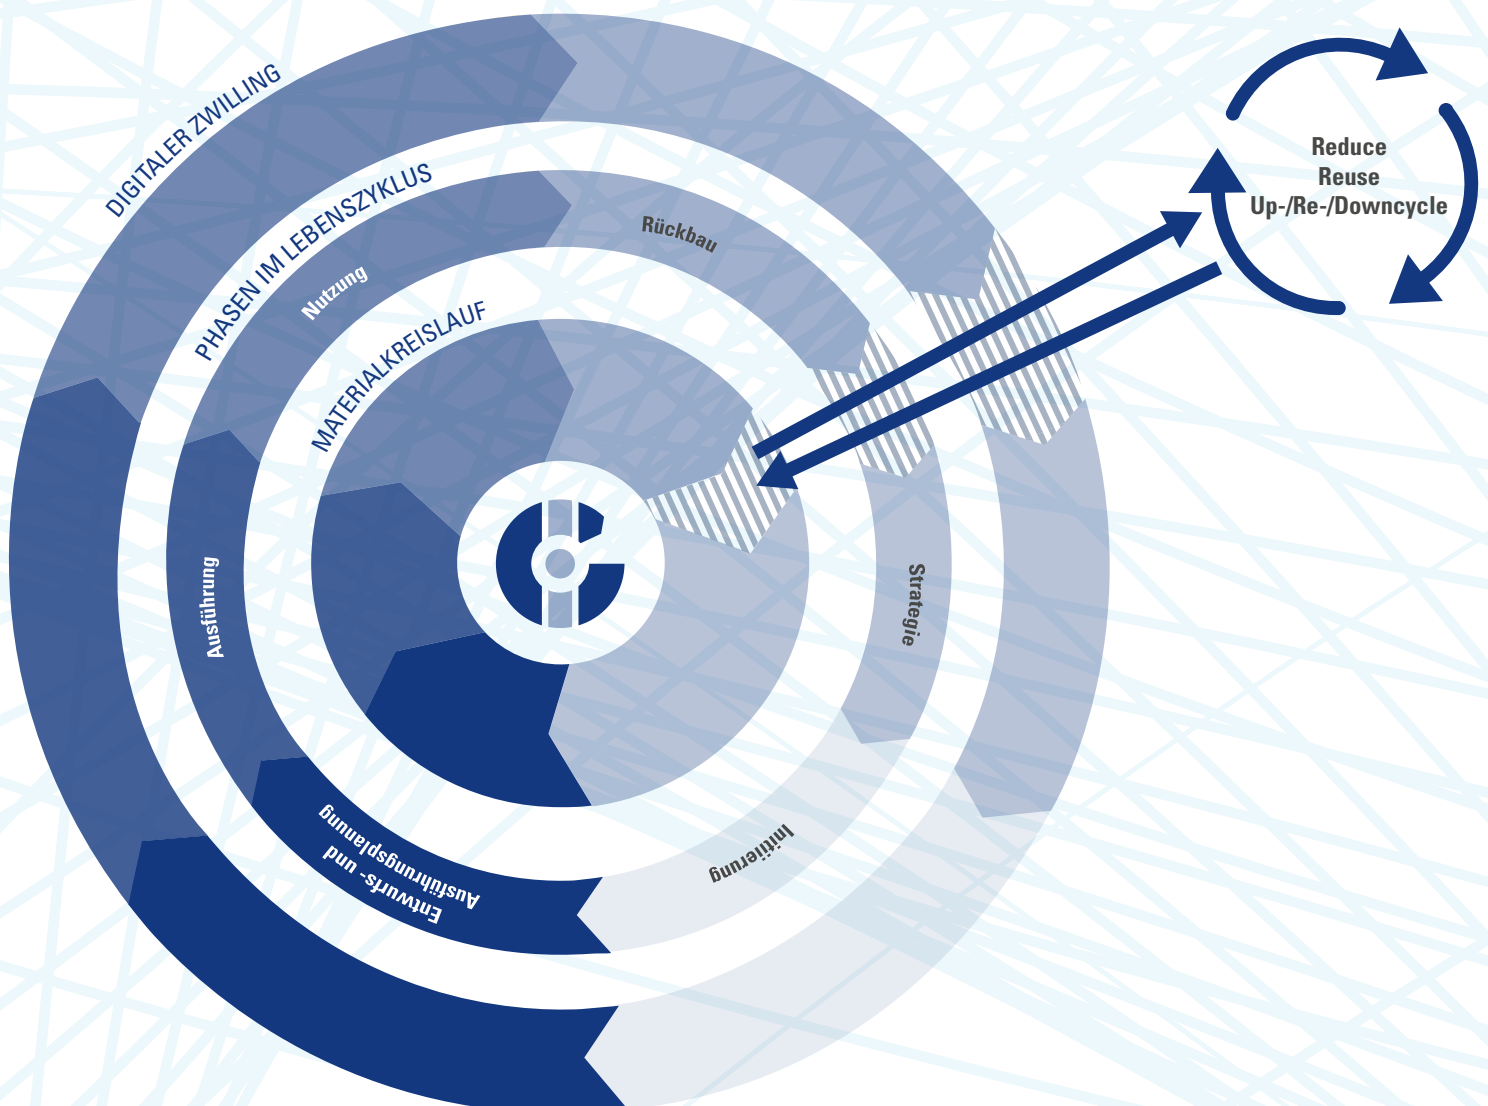 DIGITALER ZWILLING
PHASEN IM LEBENSZYKLUS
MATERIALKREISLAUF
Nutzung
Rückbau
Strategie
Initiierung
Entwurfs- und
Ausführungsplanung
Ausführung
Reduce
Reuse
Up-/Re-/Downcycle